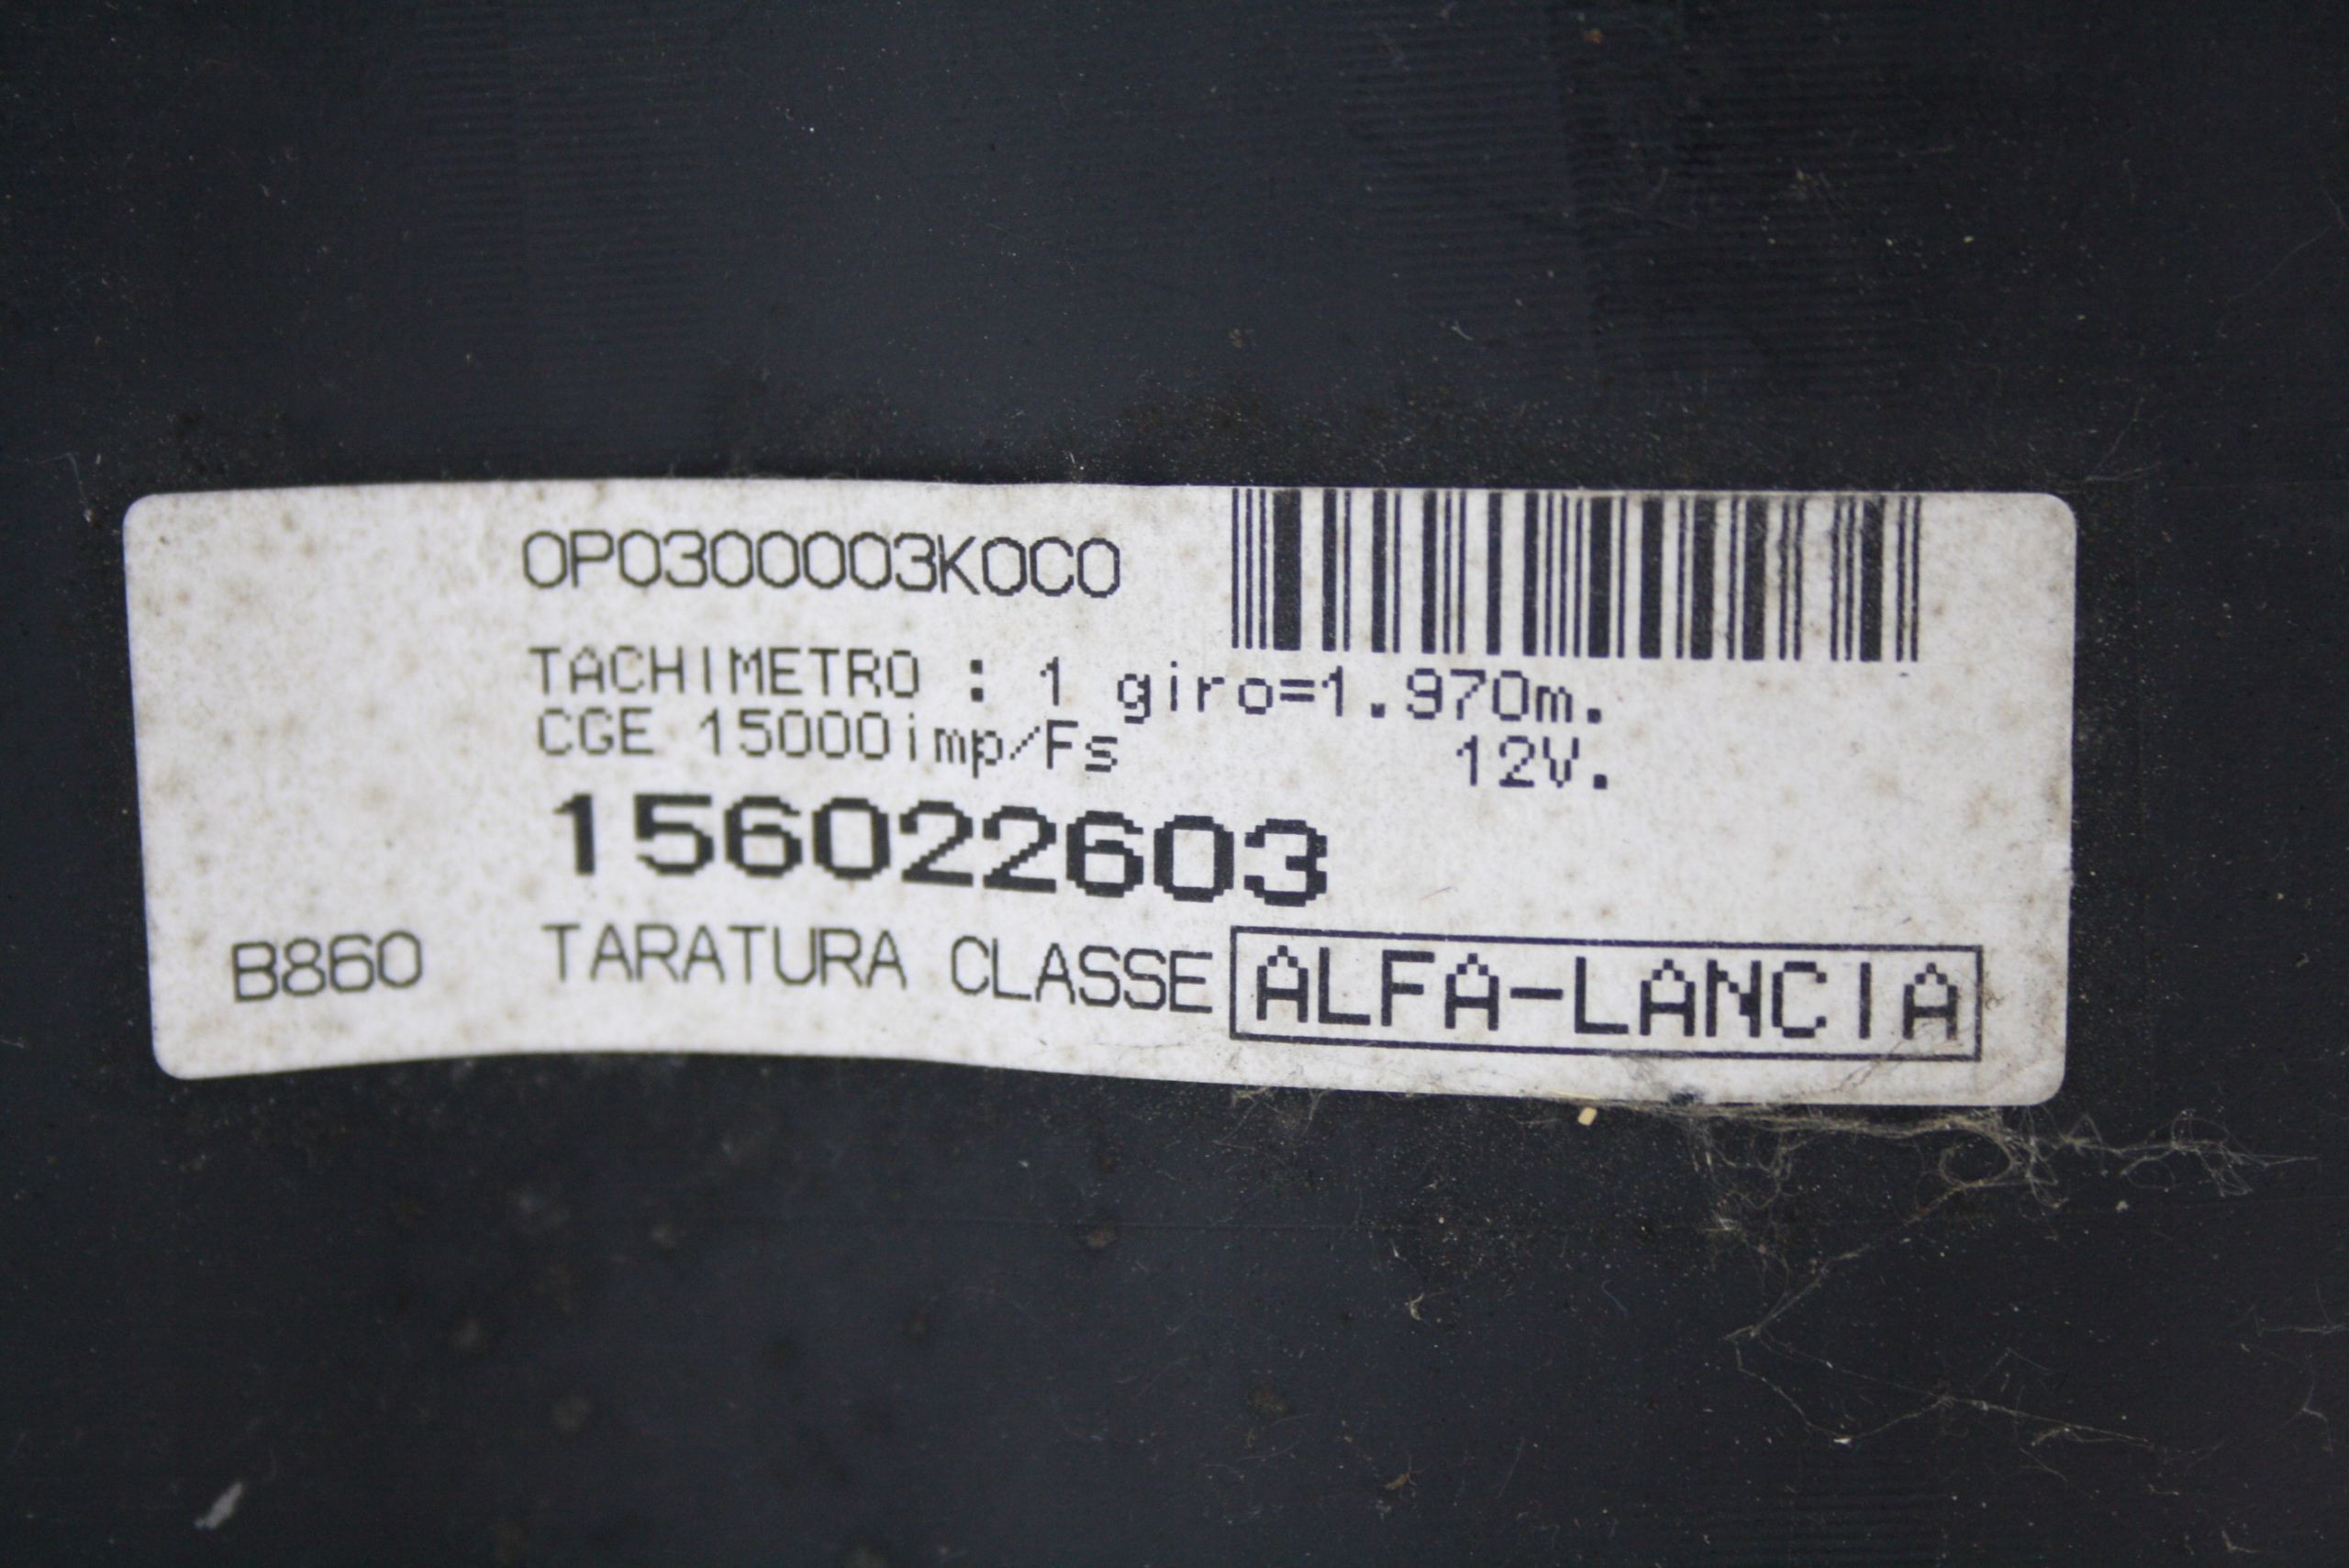 0P0300003K0C0
TACHIMETRO : 1 giro=1.970m.
CGE 15000imp/Fs 12V.
156022603
B860 TARATURA CLASSE ALFA-LANCIA